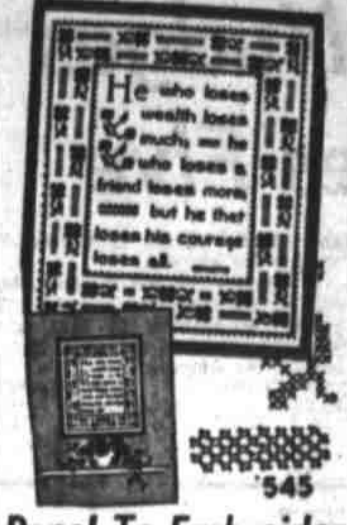 He who loses
wealth loses
much; he
who loses a
friend loses more;
but he that
loses his courage
loses all.
545
Panel To Embroider